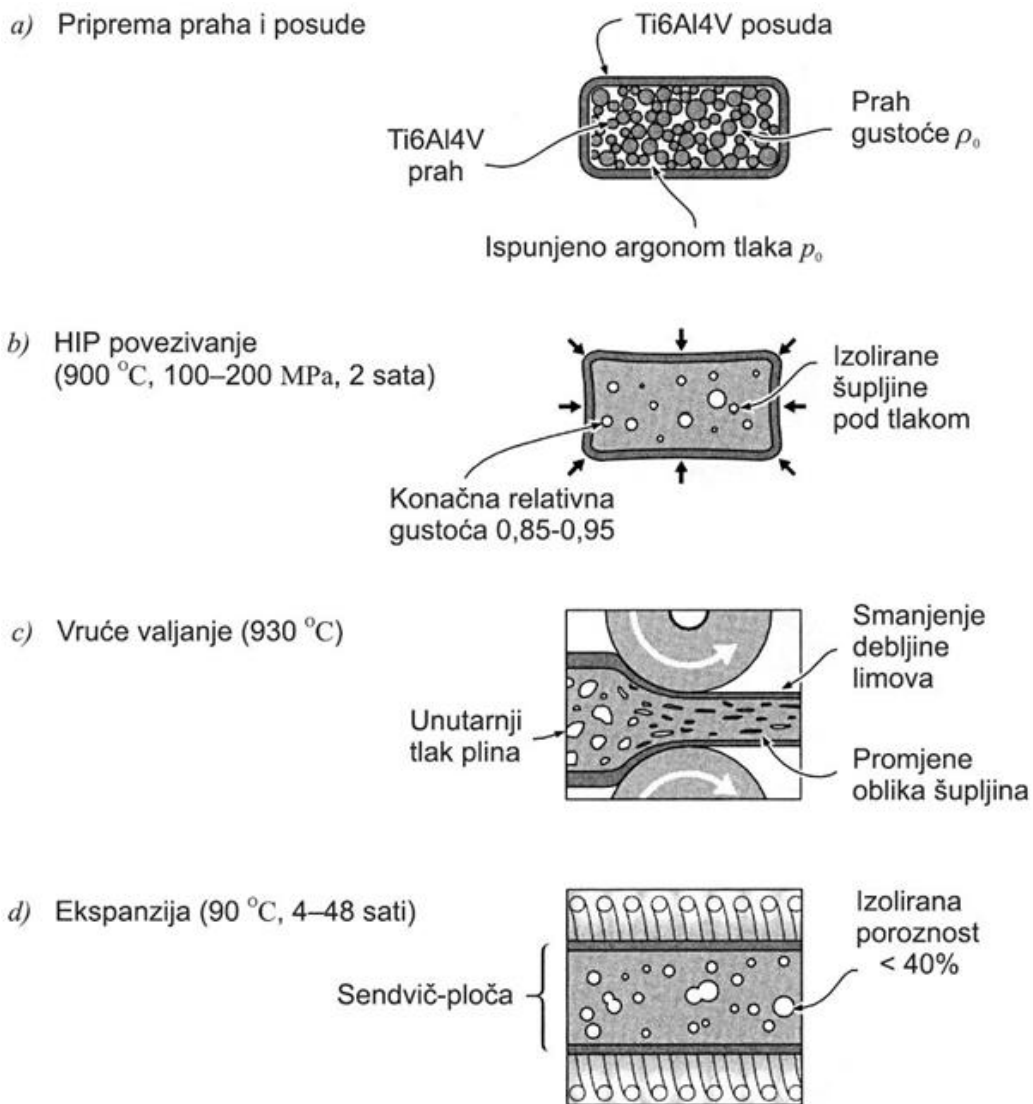 a) Priprema praha i posude
Ti6Al4V posuda
Ti6Al4V
prah
Prah
gustoće ρ₀
Ispunjeno argonom tlaka p₀
b) HIP povezivanje
(900 °C, 100–200 MPa, 2 sata)
Izolirane
šupljine
pod tlakom
Konačna relativna
gustoća 0,85-0,95
c) Vruće valjanje (930 °C)
Smanjenje
debljine
limova
Unutarnji
tlak plina
Promjene
oblika šupljina
d) Ekspanzija (90 °C, 4–48 sati)
Izolirana
poroznost
< 40%
Sendvič-ploča